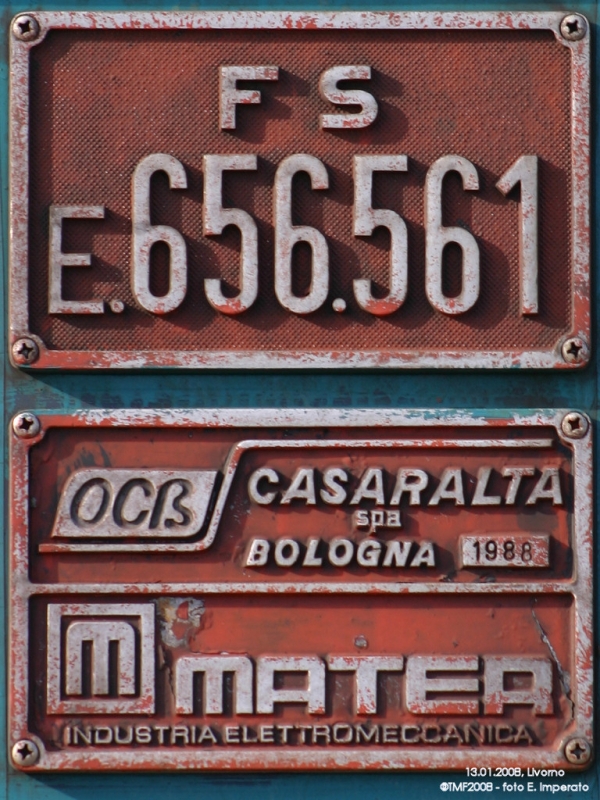 FS
E.656.561
OCB CASARALTA
spa
BOLOGNA 1988
M MATER
INDUSTRIA ELETTROMECCANICA
13.01.2008, Livorno
©TMF2008 - foto E. Imperato